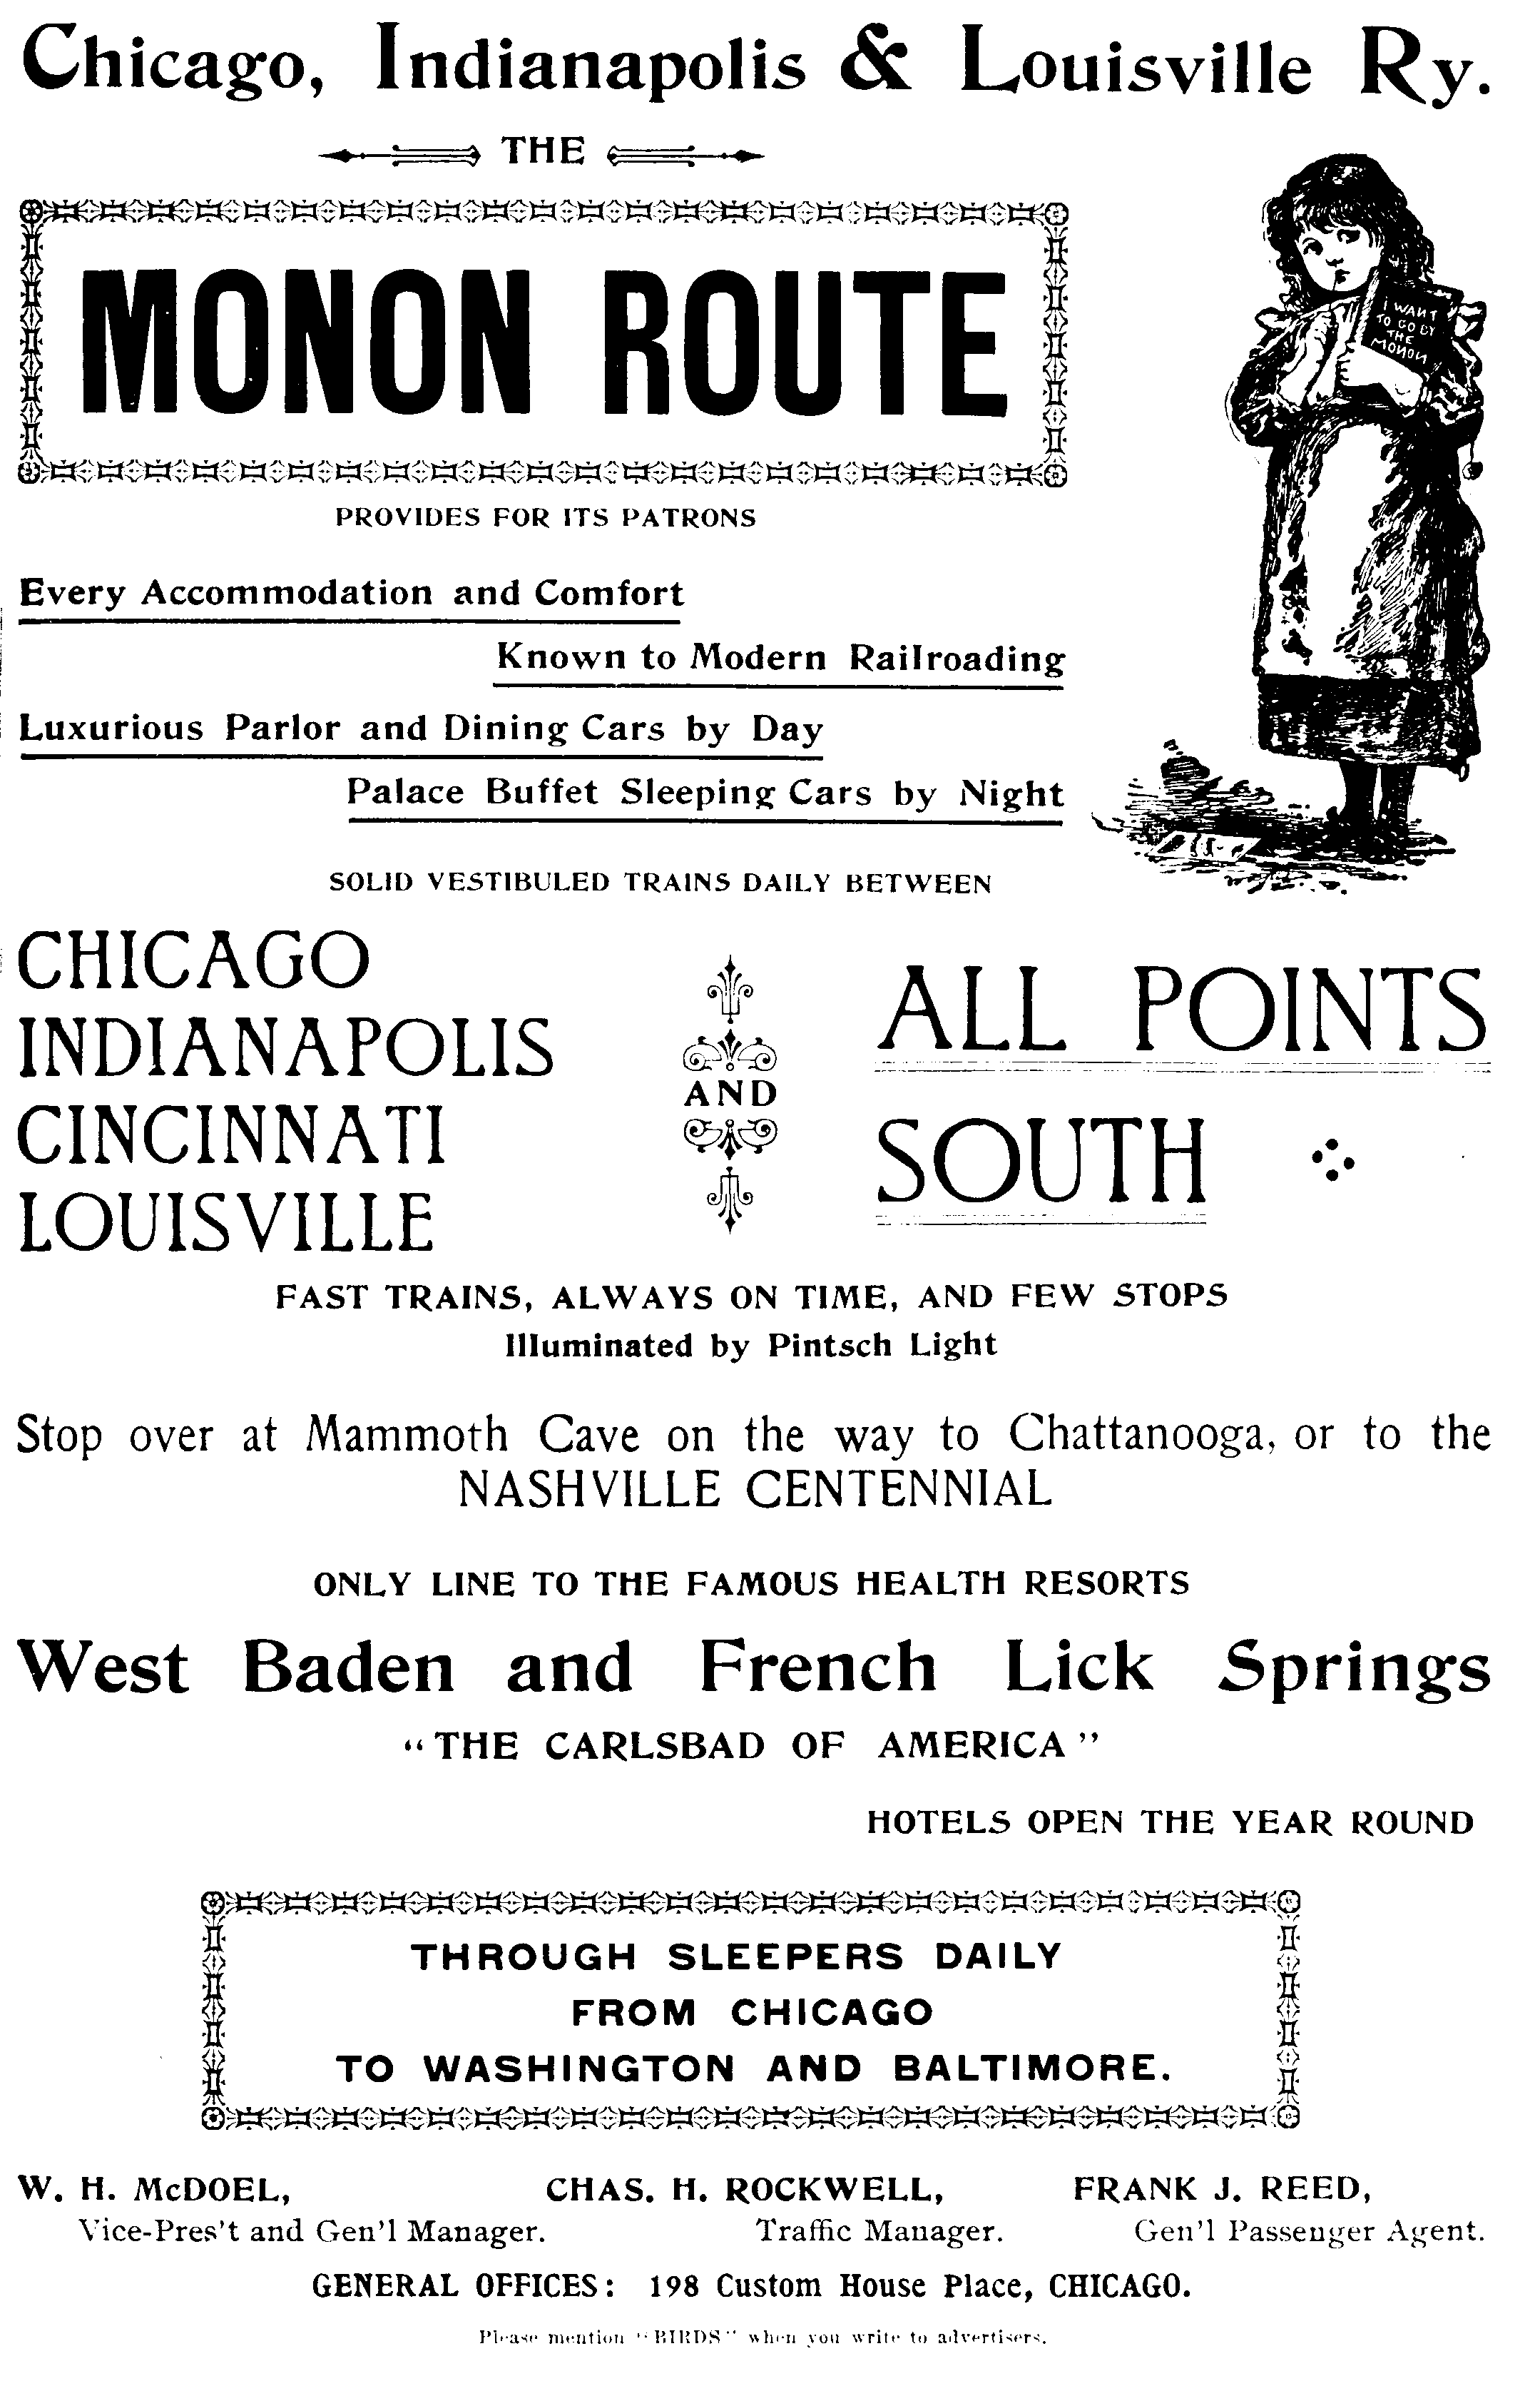 Chicago, Indianapolis & Louisville Ry.
THE
MONON ROUTE
I WANT
TO GO BY
THE
MONON
PROVIDES FOR ITS PATRONS
Every Accommodation and Comfort
Known to Modern Railroading
Luxurious Parlor and Dining Cars by Day
Palace Buffet Sleeping Cars by Night
SOLID VESTIBULED TRAINS DAILY BETWEEN
CHICAGO
INDIANAPOLIS
CINCINNATI
LOUISVILLE
AND
ALL POINTS
SOUTH
FAST TRAINS, ALWAYS ON TIME, AND FEW STOPS
Illuminated by Pintsch Light
Stop over at Mammoth Cave on the way to Chattanooga, or to the
NASHVILLE CENTENNIAL
ONLY LINE TO THE FAMOUS HEALTH RESORTS
West Baden and French Lick Springs
"THE CARLSBAD OF AMERICA"
HOTELS OPEN THE YEAR ROUND
THROUGH SLEEPERS DAILY
FROM CHICAGO
TO WASHINGTON AND BALTIMORE.
W. H. McDOEL,
Vice-Pres't and Gen'l Manager.
CHAS. H. ROCKWELL,
Traffic Manager.
FRANK J. REED,
Gen'l Passenger Agent.
GENERAL OFFICES: 198 Custom House Place, CHICAGO.
Please mention "BIRDS" when you write to advertisers.